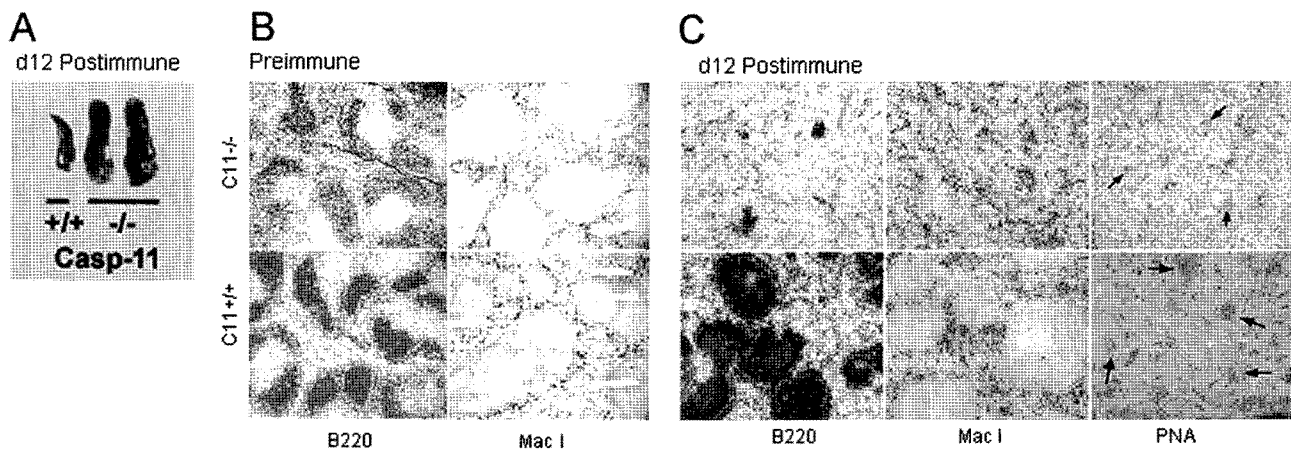 A
d12 Postimmune
+/+ -/-
Casp-11
B
Preimmune
C11-/-
C11+/+
B220 Mac I
C
d12 Postimmune
B220 Mac I PNA